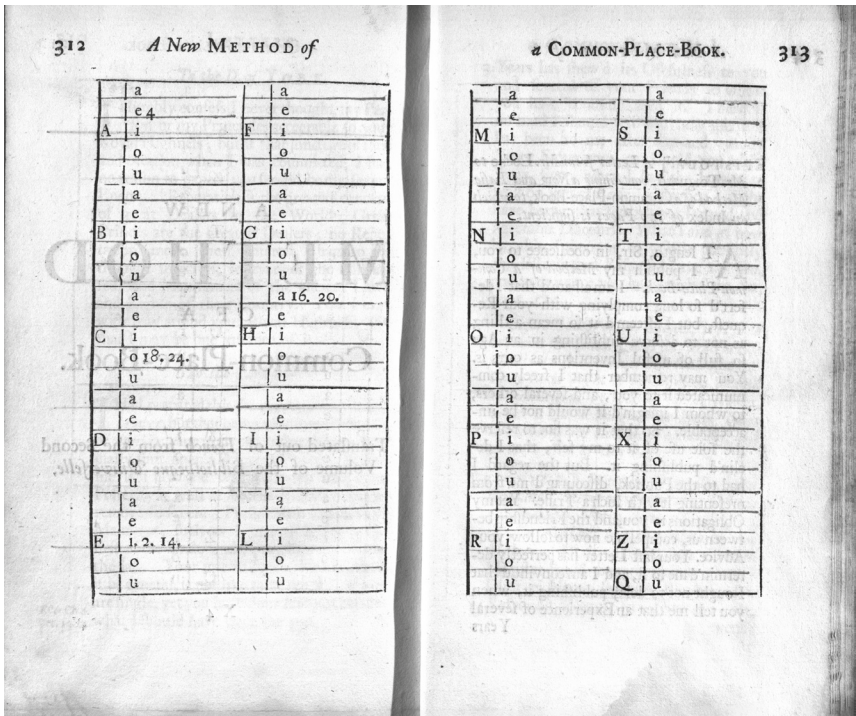 312 A New METHOD of
a a
e 4 e
A i F i
o o
u u
a a
e e
B i G i
o o
u u
a a 16. 20.
e e
C i H i
o 18. 24. o
u u
a a
e e
D i I i
o o
u u
a a
e e
E i. 2. 14. L i
o o
u u
a COMMON-PLACE-BOOK. 313
a a
e e
M i S i
o o
u u
a a
e e
N i T i
o o
u u
a a
e e
O i U i
o o
u u
a a
e e
P i X i
o o
u u
a a
e e
R i Z i
o o
u Q u